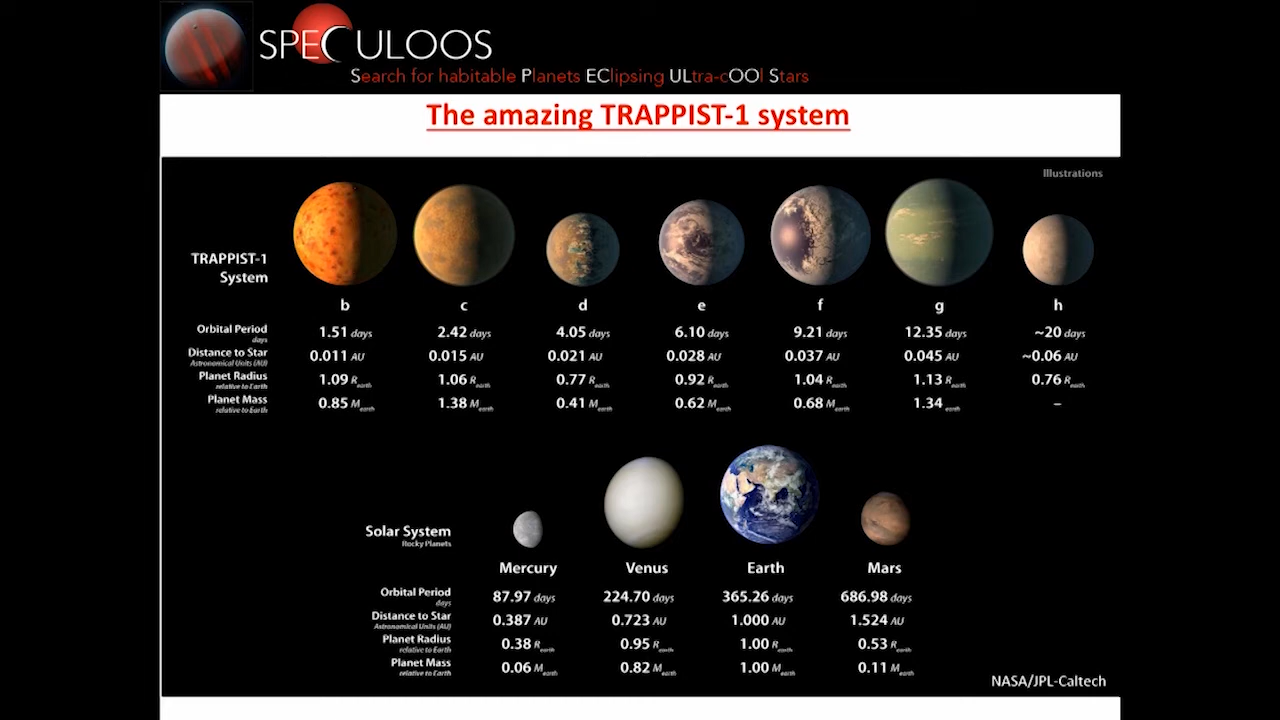 SPECULOOS
Search for habitable Planets EClipsing ULtra-cOOl Stars
The amazing TRAPPIST-1 system
Illustrations
TRAPPIST-1
System
b c d e f g h
Orbital Period 1.51 days 2.42 days 4.05 days 6.10 days 9.21 days 12.35 days ~20 days
days
Distance to Star 0.011 AU 0.015 AU 0.021 AU 0.028 AU 0.037 AU 0.045 AU ~0.06 AU
Astronomical Units (AU)
Planet Radius 1.09 Rearth 1.06 Rearth 0.77 Rearth 0.92 Rearth 1.04 Rearth 1.13 Rearth 0.76 Rearth
relative to Earth
Planet Mass 0.85 Mearth 1.38 Mearth 0.41 Mearth 0.62 Mearth 0.68 Mearth 1.34 earth –
relative to Earth
Solar System
Rocky Planets
Mercury Venus Earth Mars
Orbital Period 87.97 days 224.70 days 365.26 days 686.98 days
days
Distance to Star 0.387 AU 0.723 AU 1.000 AU 1.524 AU
Astronomical Units (AU)
Planet Radius 0.38 Rearth 0.95 Rearth 1.00 Rearth 0.53 Rearth
relative to Earth
Planet Mass 0.06 Mearth 0.82 Mearth 1.00 Mearth 0.11 Mearth
relative to Earth
NASA/JPL-Caltech